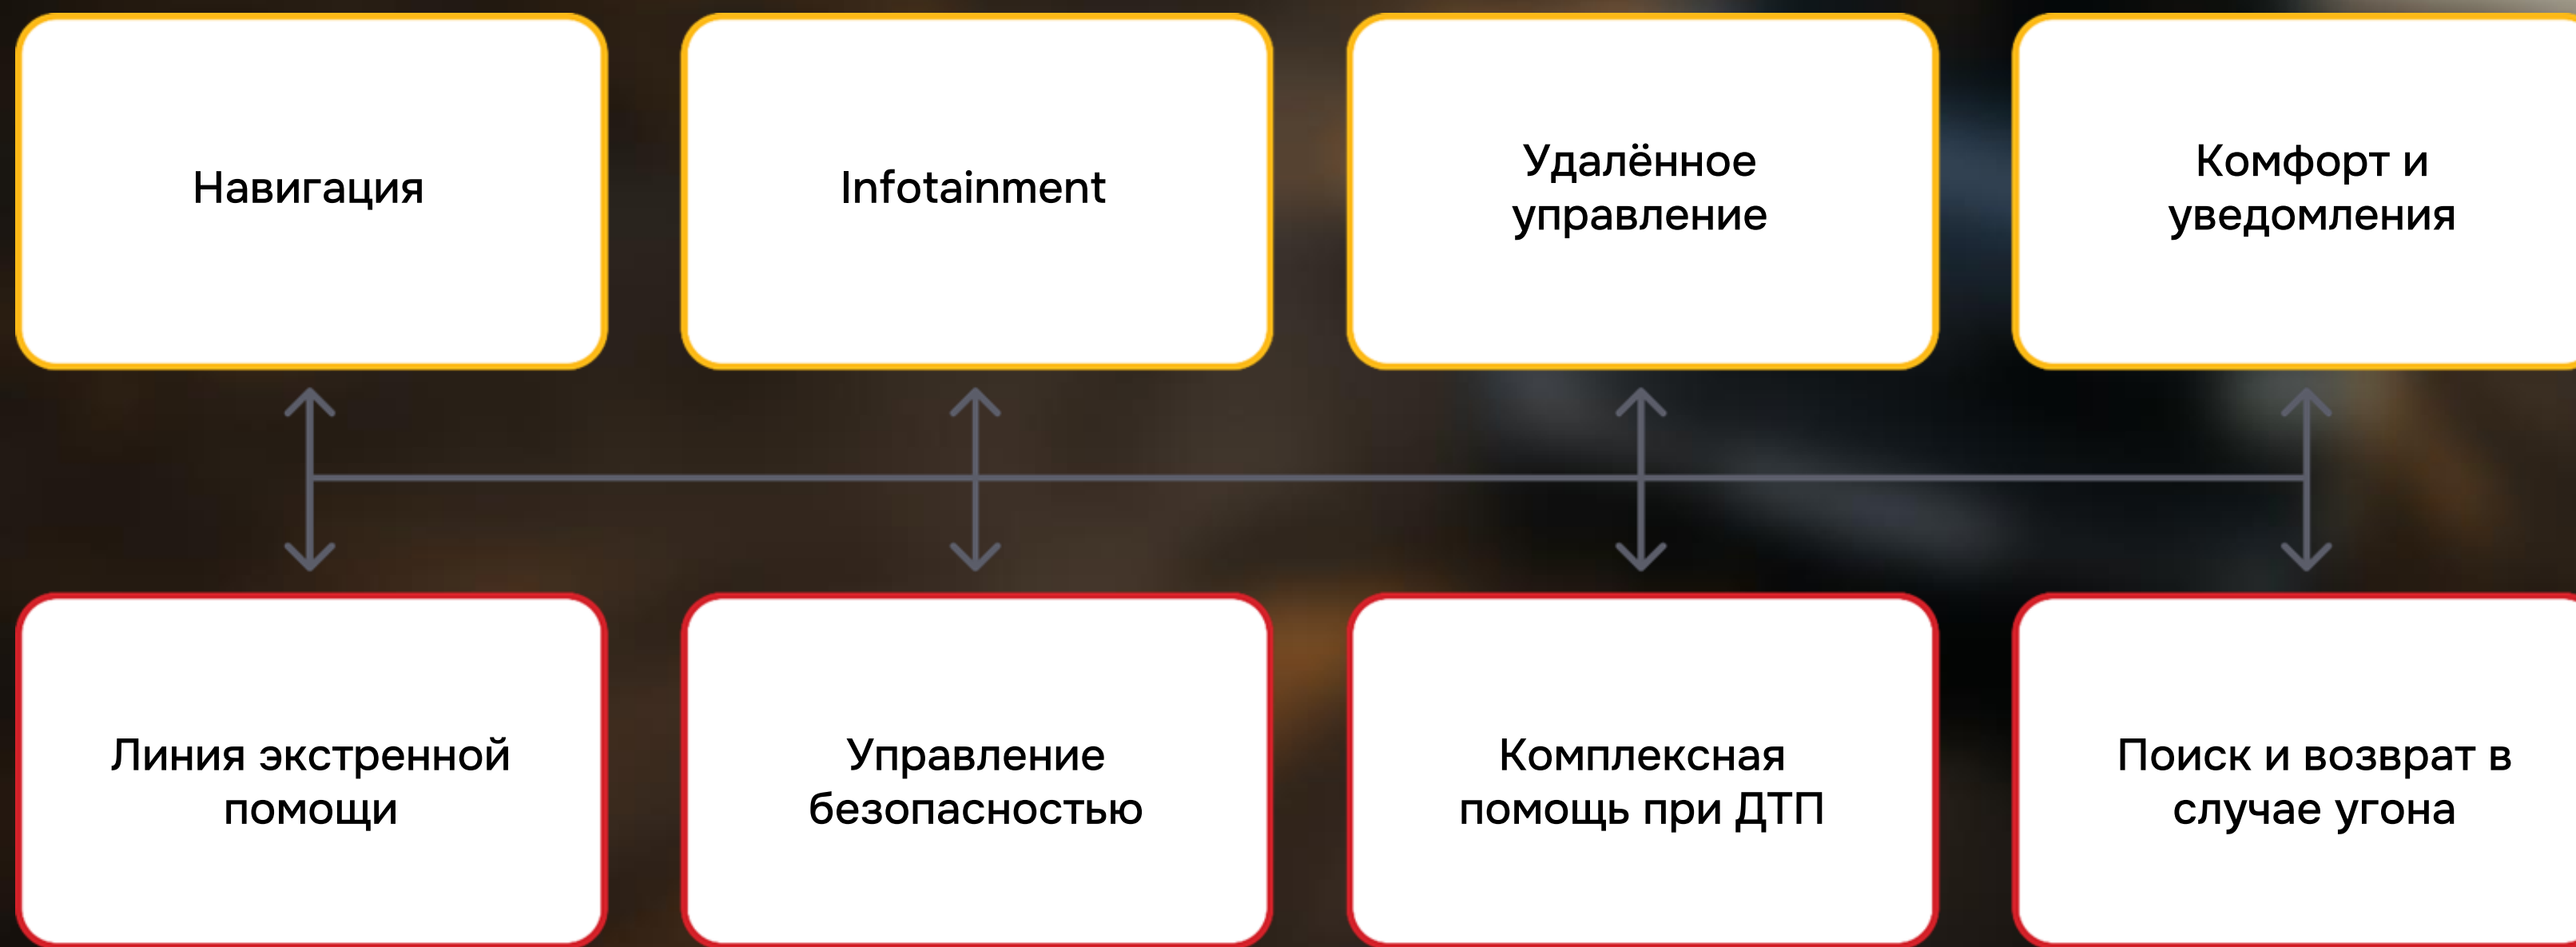 Навигация
Infotainment
Удалённое
управление
Комфорт и
уведомления
Линия экстренной
помощи
Управление
безопасностью
Комплексная
помощь при ДТП
Поиск и возврат в
случае угона